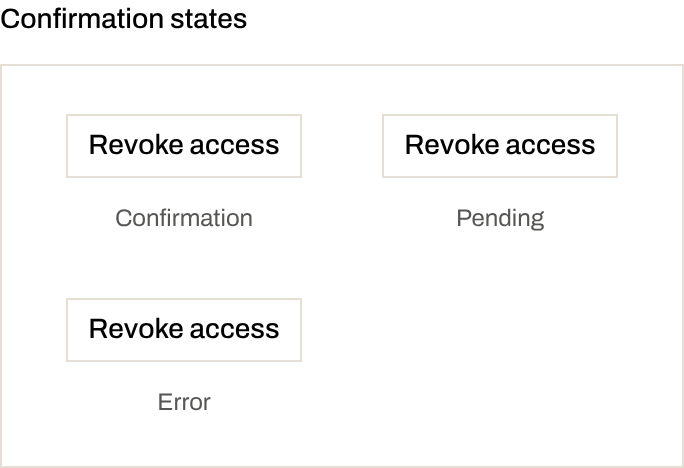 Confirmation states
Revoke access
Revoke access
Confirmation
Pending
Revoke access
Error